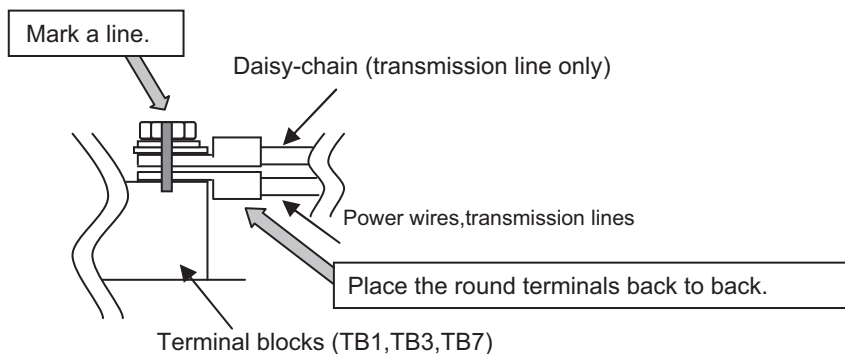 Mark a line.
Daisy-chain (transmission line only)
Power wires,transmission lines
Place the round terminals back to back.
Terminal blocks (TB1,TB3,TB7)